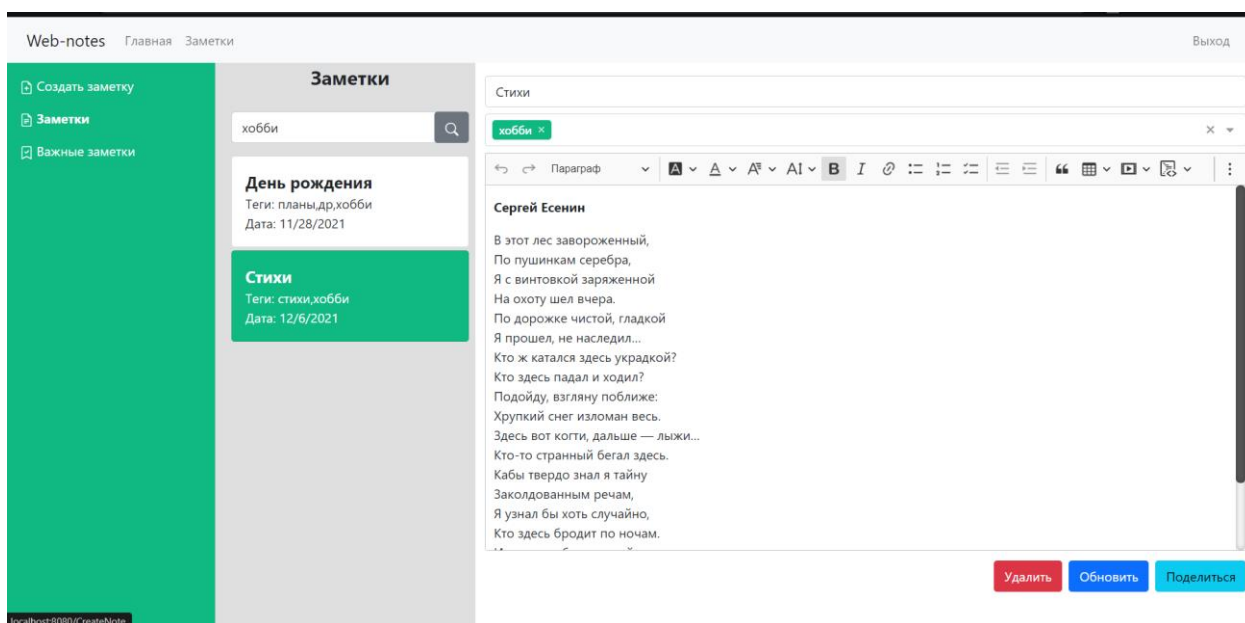 Web-notes Главная Заметки Выход
Создать заметку
Заметки
Важные заметки
Заметки
хобби
День рождения
Теги: планы,др,хобби
Дата: 11/28/2021
Стихи
Теги: стихи,хобби
Дата: 12/6/2021
Стихи
хобби ×
Параграф
Сергей Есенин
В этот лес завороженный,
По пушинкам серебра,
Я с винтовкой заряженной
На охоту шел вчера.
По дорожке чистой, гладкой
Я прошел, не наследил...
Кто ж катался здесь украдкой?
Кто здесь падал и ходил?
Подойду, взгляну поближе:
Хрупкий снег изломан весь.
Здесь вот когти, дальше — лыжи...
Кто-то странный бегал здесь.
Кабы твердо знал я тайну
Заколдованным речам,
Я узнал бы хоть случайно,
Кто здесь бродит по ночам.
Удалить Обновить Поделиться
localhost:8080/CreateNote